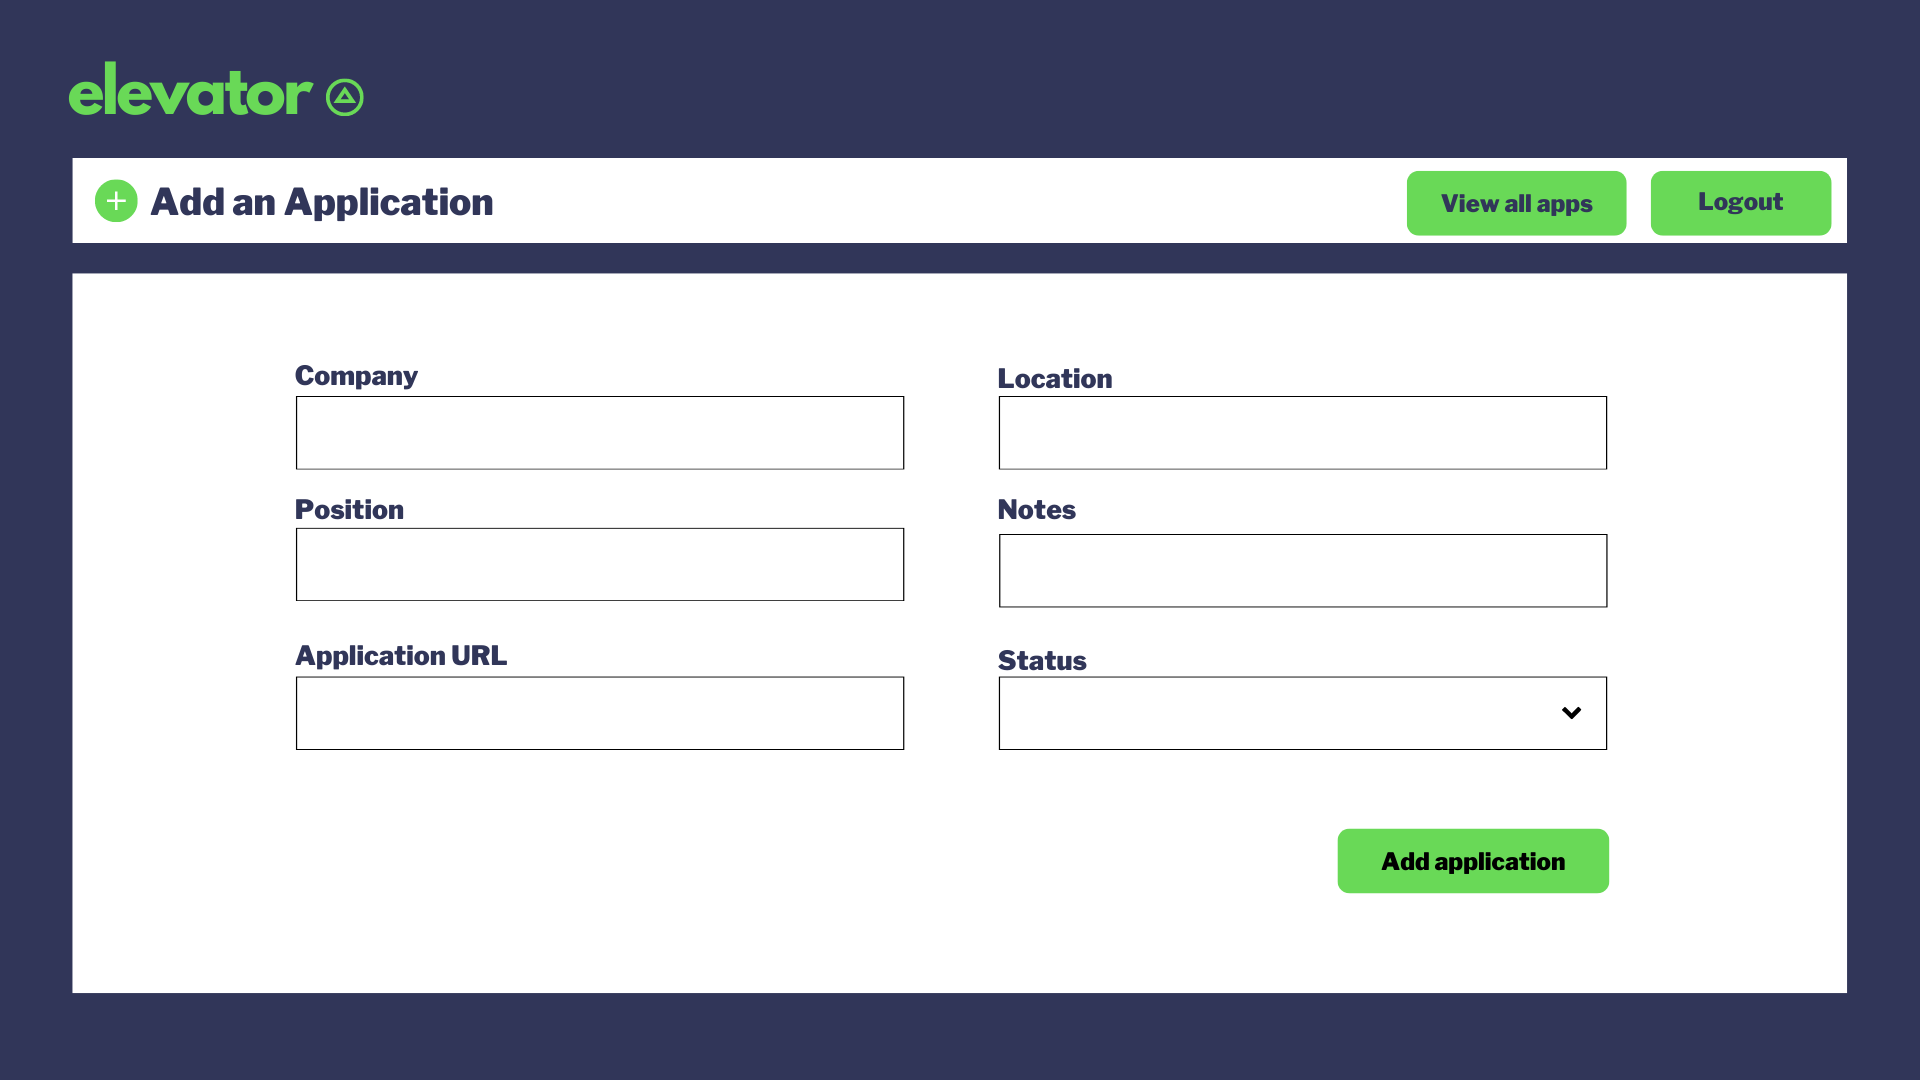 elevator
Add an Application
View all apps
Logout
Company
Location
Position
Notes
Application URL
Status
Add application